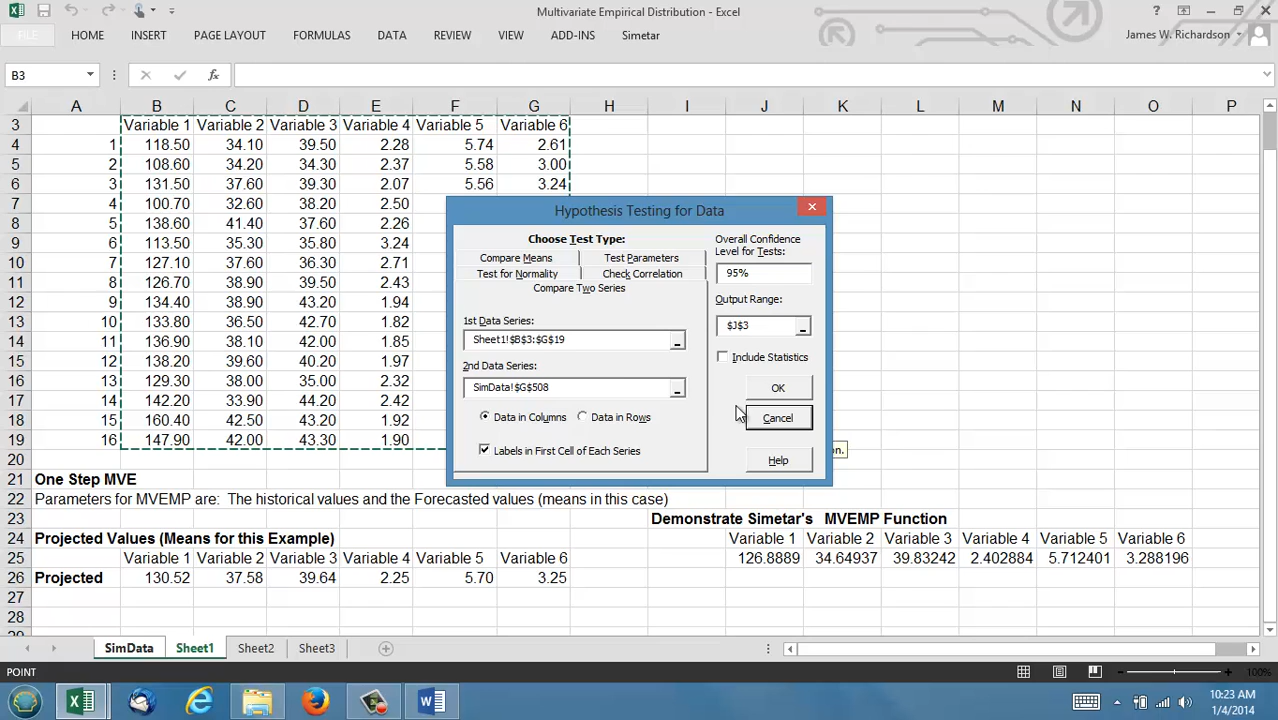 Multivariate Empirical Distribution - Excel
FILE HOME INSERT PAGE LAYOUT FORMULAS DATA REVIEW VIEW ADD-INS Simetar James W. Richardson
B3
A B C D E F G H I J K L M N O P
3 Variable 1 Variable 2 Variable 3 Variable 4 Variable 5 Variable 6
4 1 118.50 34.10 39.50 2.28 5.74 2.61
5 2 108.60 34.20 34.30 2.37 5.58 3.00
6 3 131.50 37.60 39.30 2.07 5.56 3.24
7 4 100.70 32.60 38.20 2.50
8 5 138.60 41.40 37.60 2.26
9 6 113.50 35.30 35.80 3.24
10 7 127.10 37.60 36.30 2.71
11 8 126.70 38.90 39.50 2.43
12 9 134.40 38.90 43.20 1.94
13 10 133.80 36.50 42.70 1.82
14 11 136.90 38.10 42.00 1.85
15 12 138.20 39.60 40.20 1.97
16 13 129.30 38.00 35.00 2.32
17 14 142.20 33.90 44.20 2.42
18 15 160.40 42.50 43.10 1.92
19 16 147.90 42.00 43.30 1.90
Hypothesis Testing for Data
Choose Test Type:
Compare Means Test Parameters
Test for Normality Check Correlation
Compare Two Series
1st Data Series:
Sheet1!$B$3:$G$19
2nd Data Series:
SimData!$G$508
Data in Columns Data in Rows
Labels in First Cell of Each Series
Overall Confidence
Level for Tests:
95%
Output Range:
$J$3
Include Statistics
OK
Cancel
Help
on.
20
21 One Step MVE
22 Parameters for MVEMP are: The historical values and the Forecasted values (means in this case)
23 Demonstrate Simetar's MVEMP Function
24 Projected Values (Means for this Example) Variable 1 Variable 2 Variable 3 Variable 4 Variable 5 Variable 6
25 Variable 1 Variable 2 Variable 3 Variable 4 Variable 5 Variable 6 126.8889 34.64937 39.83242 2.402884 5.712401 3.288196
26 Projected 130.52 37.58 39.64 2.25 5.70 3.25
27
28
29
SimData Sheet1 Sheet2 Sheet3
POINT 100%
10:23 AM
1/4/2014